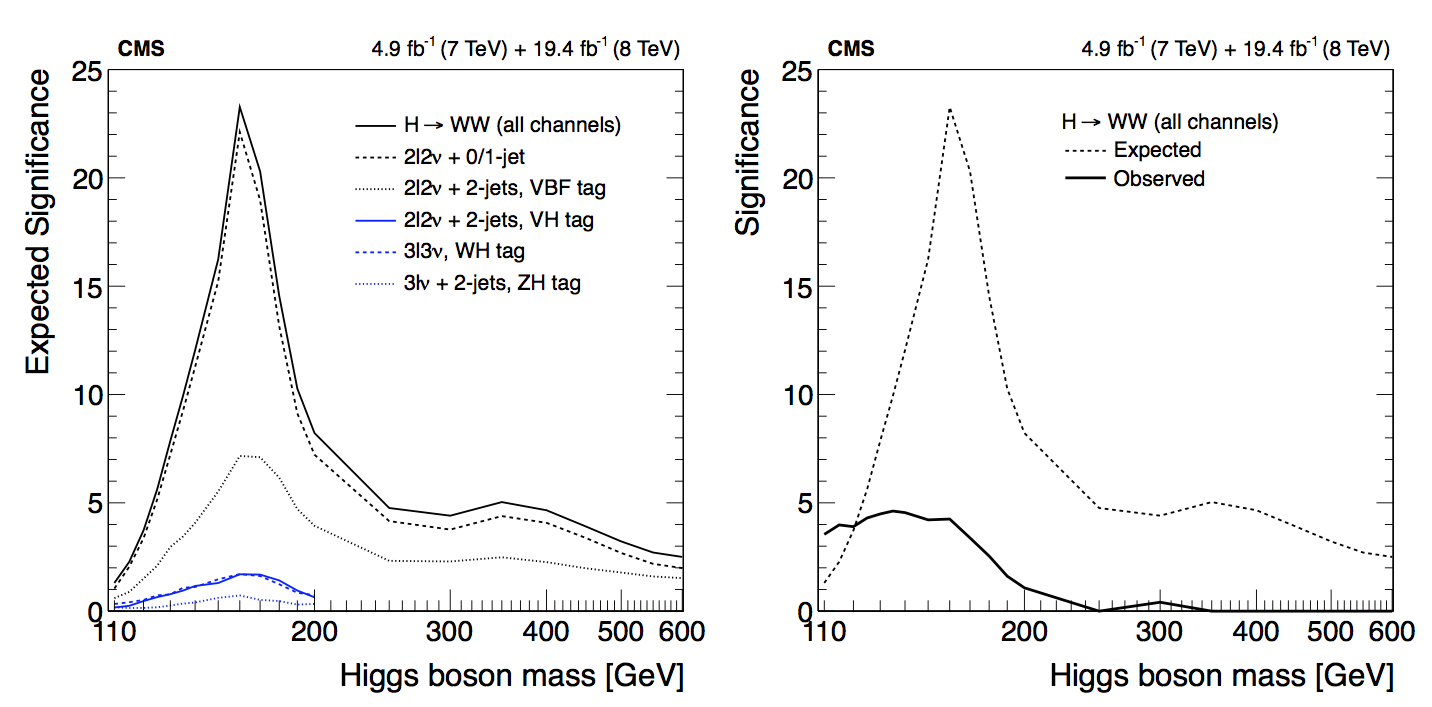 CMS
4.9 fb-1 (7 TeV) + 19.4 fb-1 (8 TeV)
Expected Significance
25
20
15
10
5
0
H → WW (all channels)
2l2ν + 0/1-jet
2l2ν + 2-jets, VBF tag
2l2ν + 2-jets, VH tag
3l3ν, WH tag
3lν + 2-jets, ZH tag
110 200 300 400 500 600
Higgs boson mass [GeV]
CMS
4.9 fb-1 (7 TeV) + 19.4 fb-1 (8 TeV)
Significance
25
20
15
10
5
0
H → WW (all channels)
Expected
Observed
110 200 300 400 500 600
Higgs boson mass [GeV]